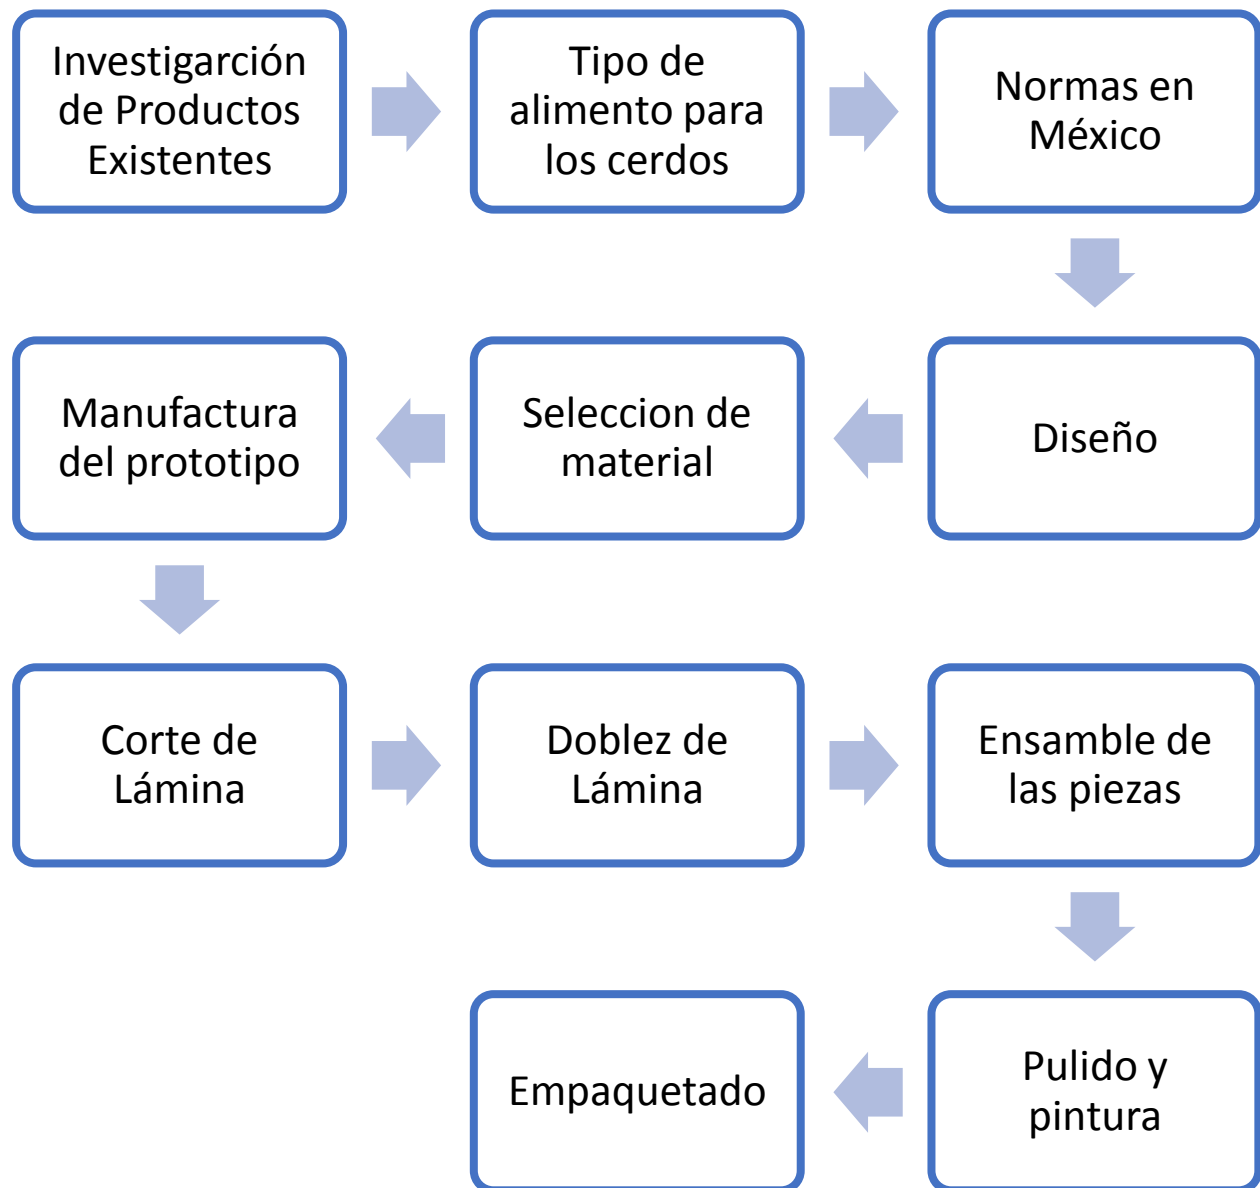 Investigarción
de Productos
Existentes
Tipo de
alimento para
los cerdos
Normas en
México
Diseño
Seleccion de
material
Manufactura
del prototipo
Corte de
Lámina
Doblez de
Lámina
Ensamble de
las piezas
Pulido y
pintura
Empaquetado